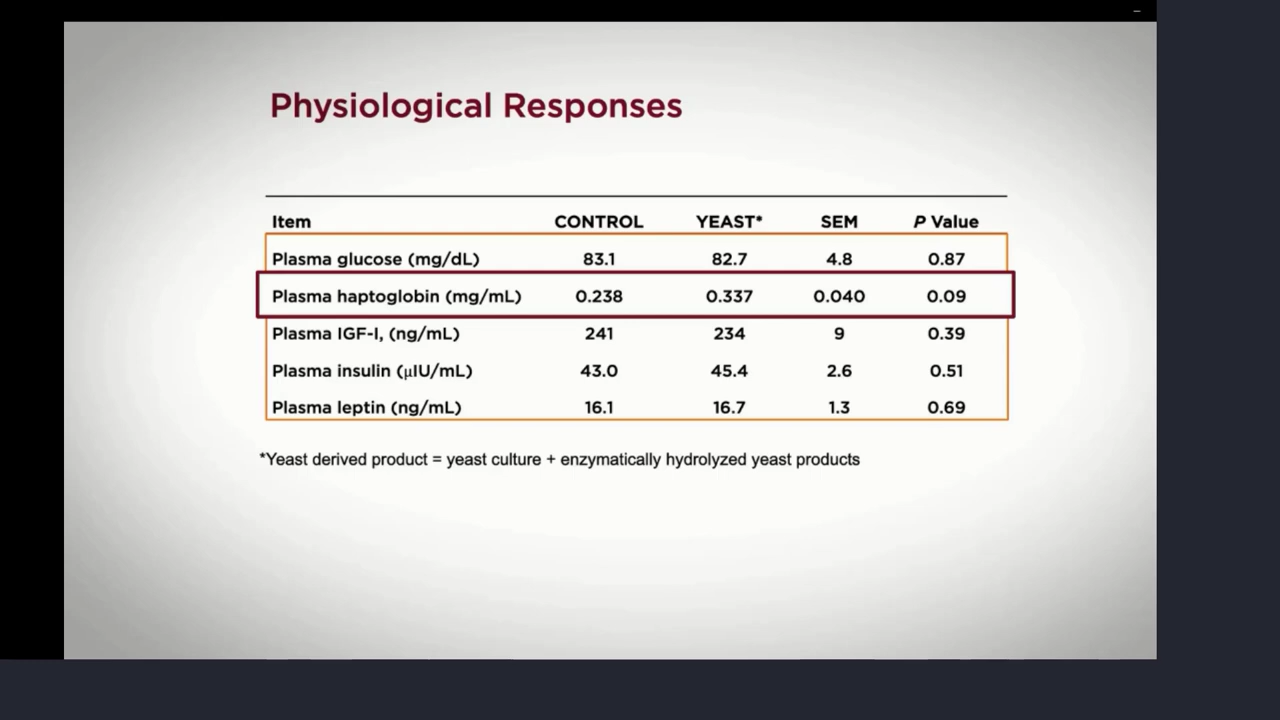 Physiological Responses
Item CONTROL YEAST* SEM P Value
Plasma glucose (mg/dL) 83.1 82.7 4.8 0.87
Plasma haptoglobin (mg/mL) 0.238 0.337 0.040 0.09
Plasma IGF-I, (ng/mL) 241 234 9 0.39
Plasma insulin (μIU/mL) 43.0 45.4 2.6 0.51
Plasma leptin (ng/mL) 16.1 16.7 1.3 0.69
*Yeast derived product = yeast culture + enzymatically hydrolyzed yeast products